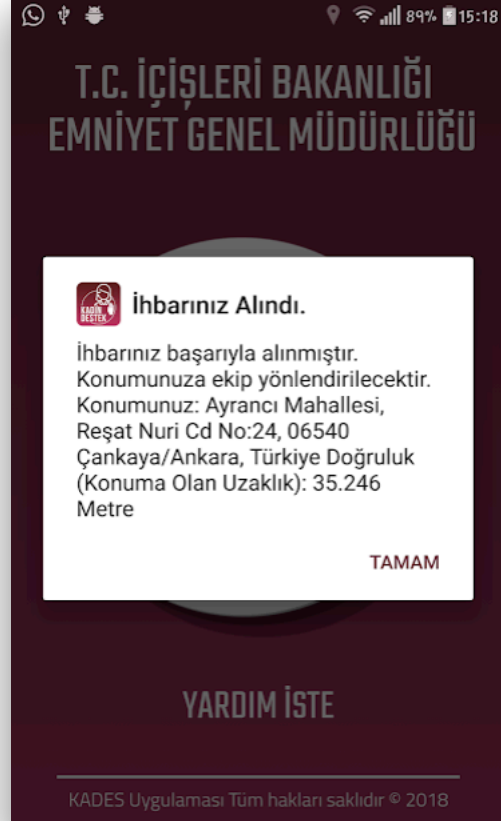 89% 15:18
T.C. İÇİŞLERİ BAKANLIĞI
EMNİYET GENEL MÜDÜRLÜĞÜ
KADIN
DESTEK
İhbarınız Alındı.
İhbarınız başarıyla alınmıştır.
Konumunuza ekip yönlendirilecektir.
Konumunuz: Ayrancı Mahallesi,
Reşat Nuri Cd No:24, 06540
Çankaya/Ankara, Türkiye Doğruluk
(Konuma Olan Uzaklık): 35.246
Metre
TAMAM
YARDIM İSTE
KADES Uygulaması Tüm hakları saklıdır © 2018